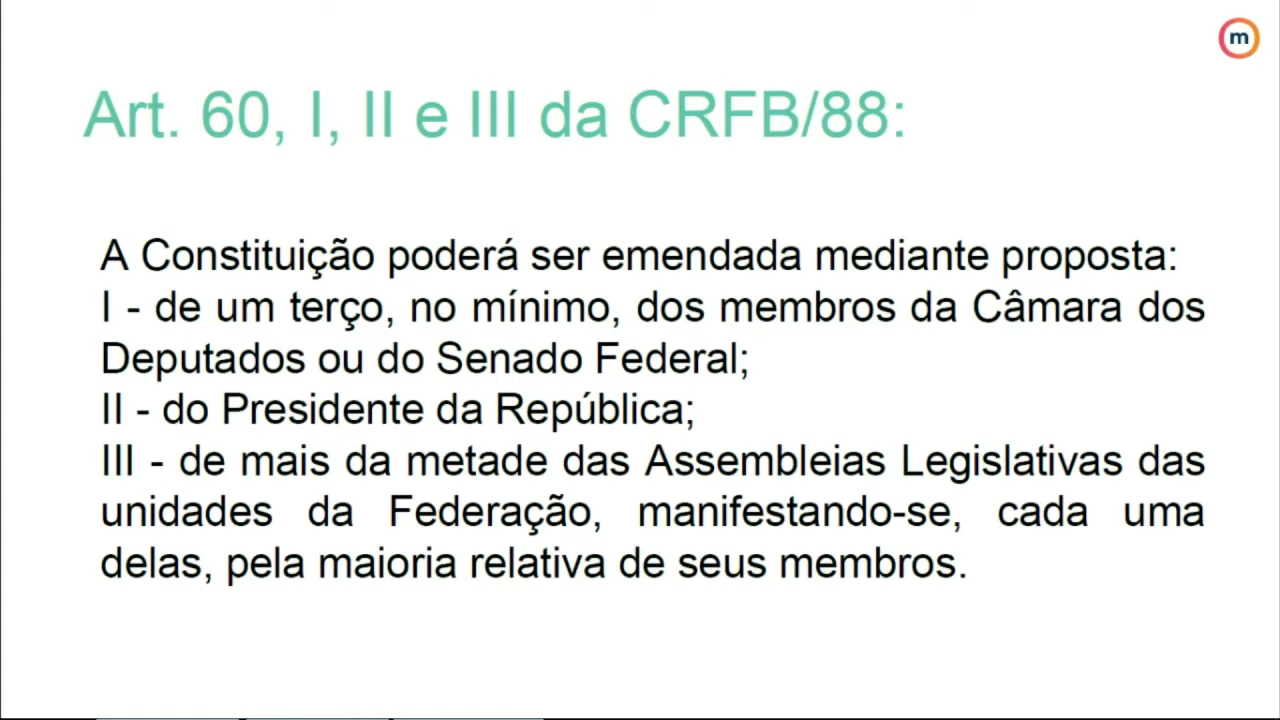 m
Art. 60, I, II e III da CRFB/88:
A Constituição poderá ser emendada mediante proposta:
I - de um terço, no mínimo, dos membros da Câmara dos
Deputados ou do Senado Federal;
II - do Presidente da República;
III - de mais da metade das Assembleias Legislativas das
unidades da Federação, manifestando-se, cada uma
delas, pela maioria relativa de seus membros.